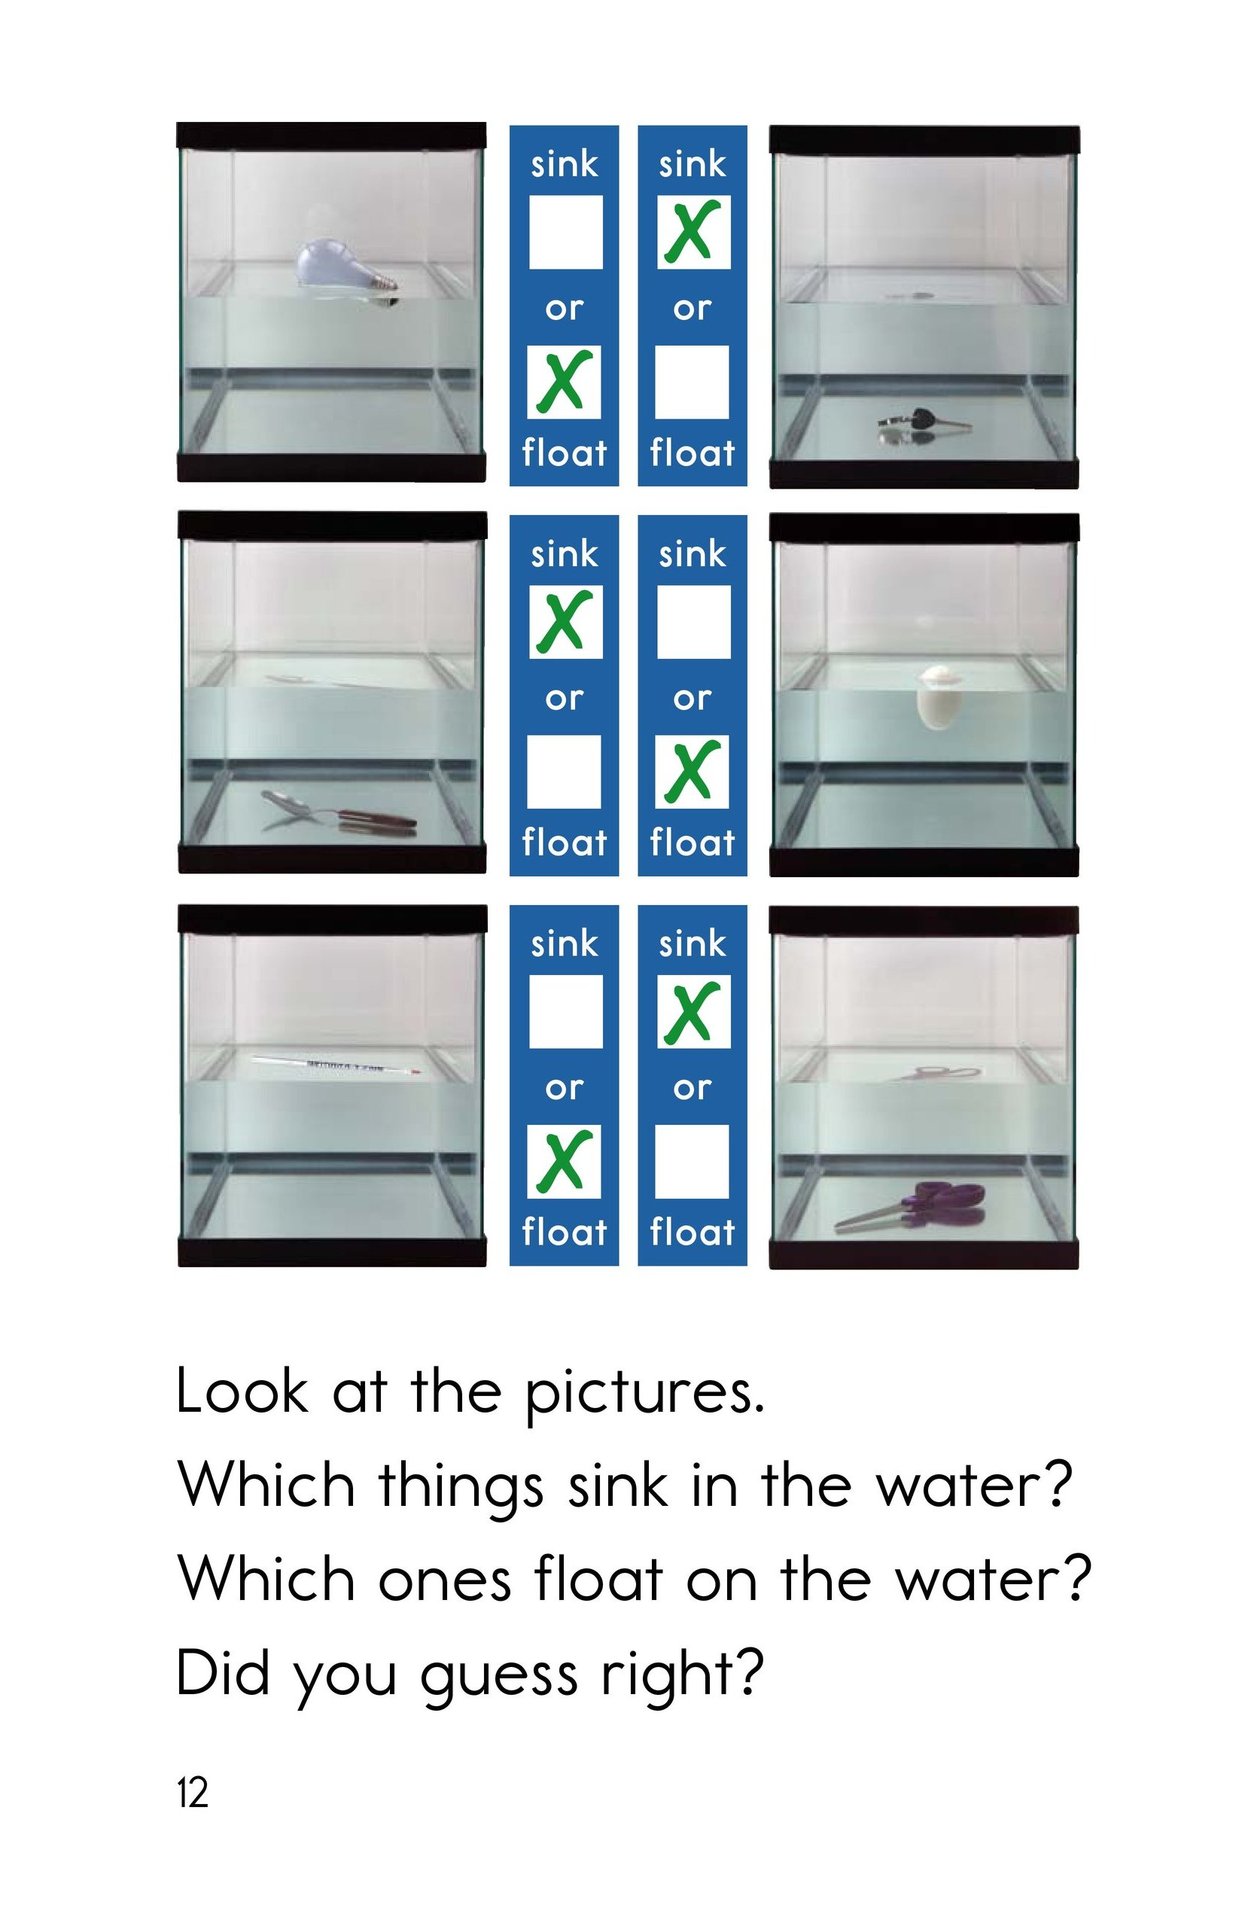 sink
or
float
sink
or
float
sink
or
float
sink
or
float
sink
or
float
sink
or
float
Look at the pictures.
Which things sink in the water?
Which ones float on the water?
Did you guess right?
12